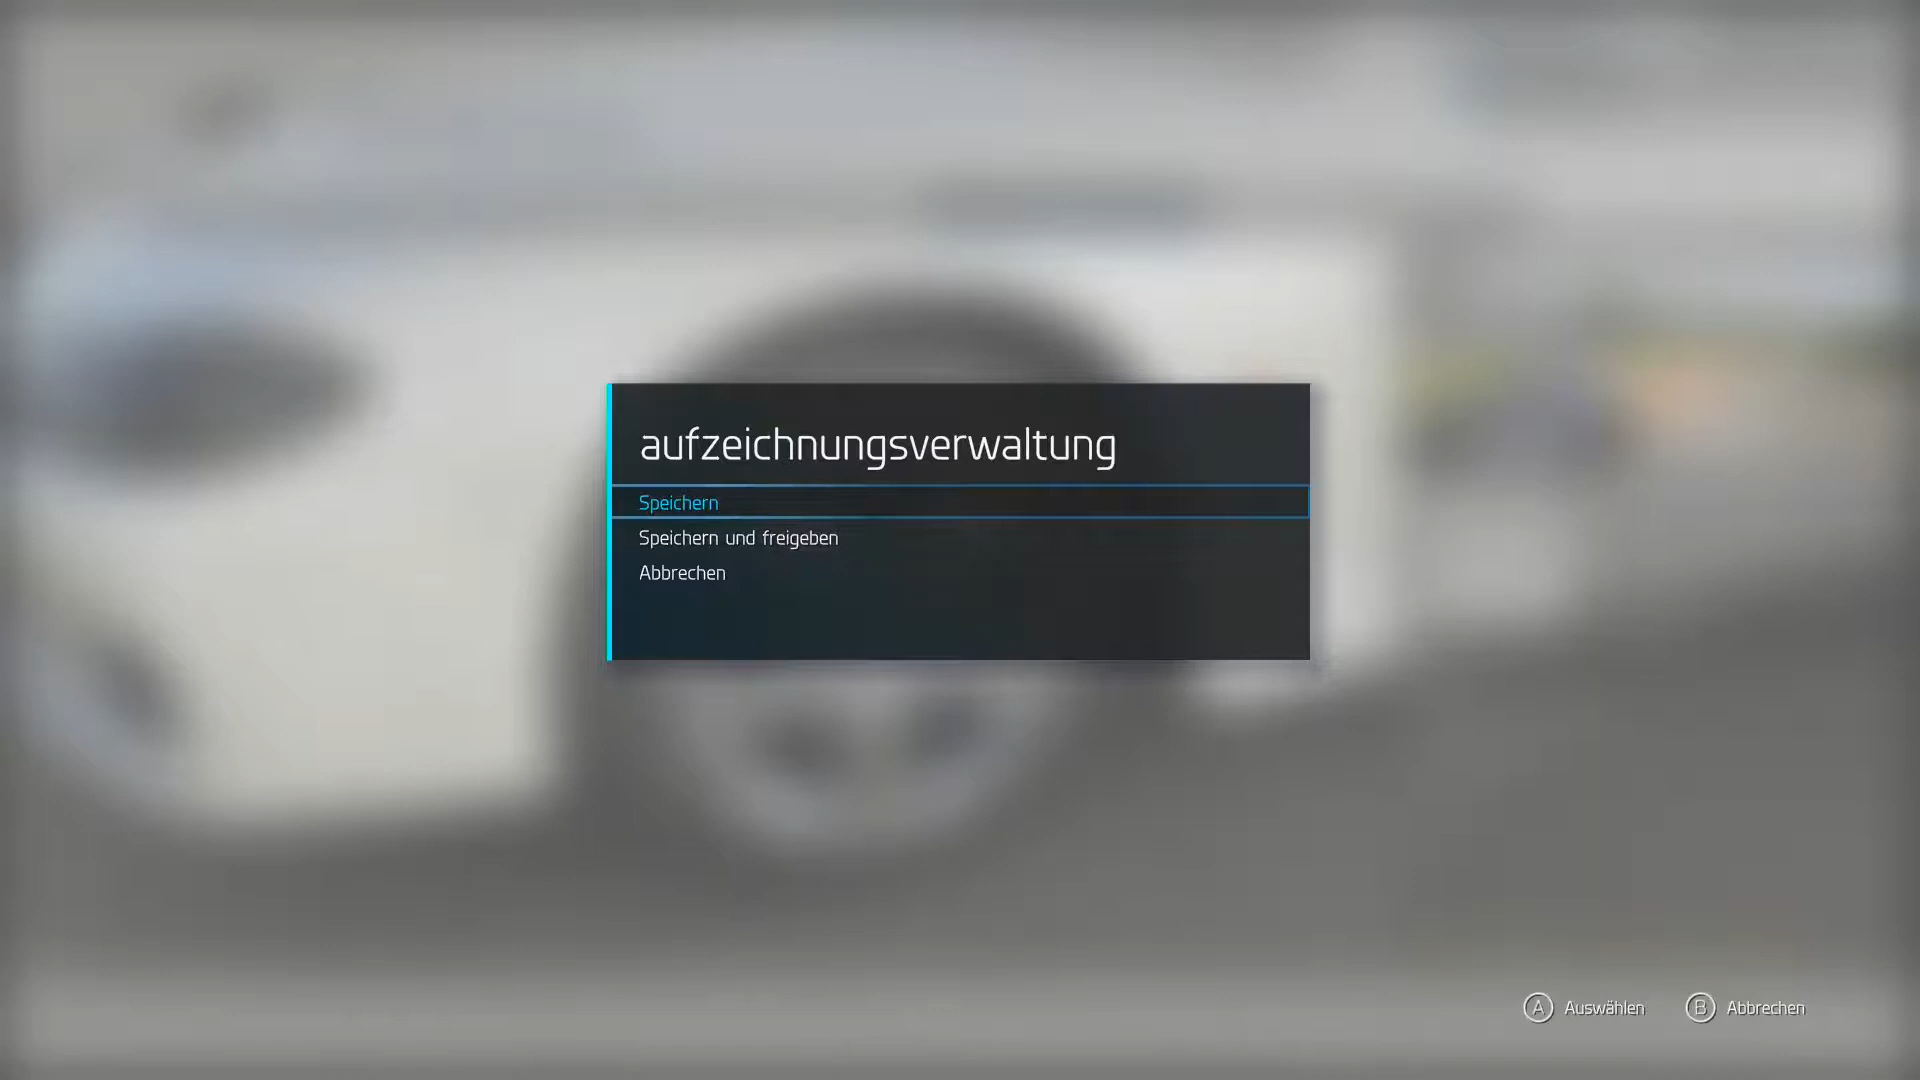 aufzeichnungsverwaltung
Speichern
Speichern und freigeben
Abbrechen
A Auswählen B Abbrechen